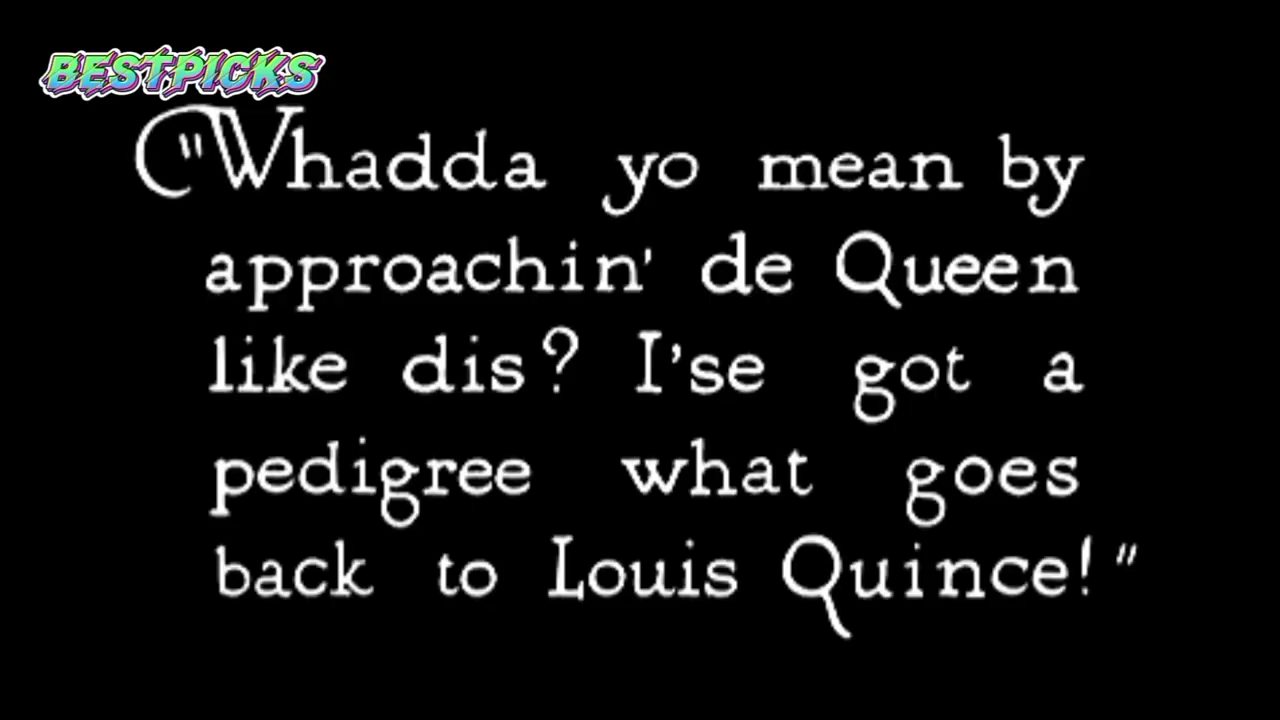 BESTPICKS
"Whadda yo mean by
approachin' de Queen
like dis? I'se got a
pedigree what goes
back to Louis Quince!"